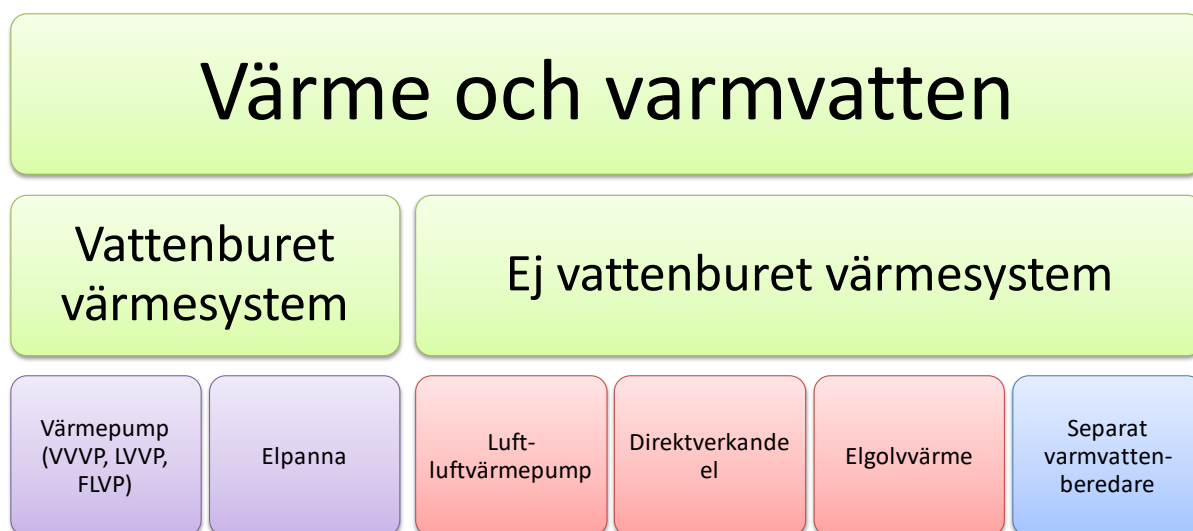 Värme och varmvatten
Vattenburet
värmesystem
Ej vattenburet värmesystem
Värmepump
(VVVP, LVVP,
FLVP)
Elpanna
Luft-
luftvärmepump
Direktverkande
el
Elgolvvärme
Separat
varmvatten-
beredare